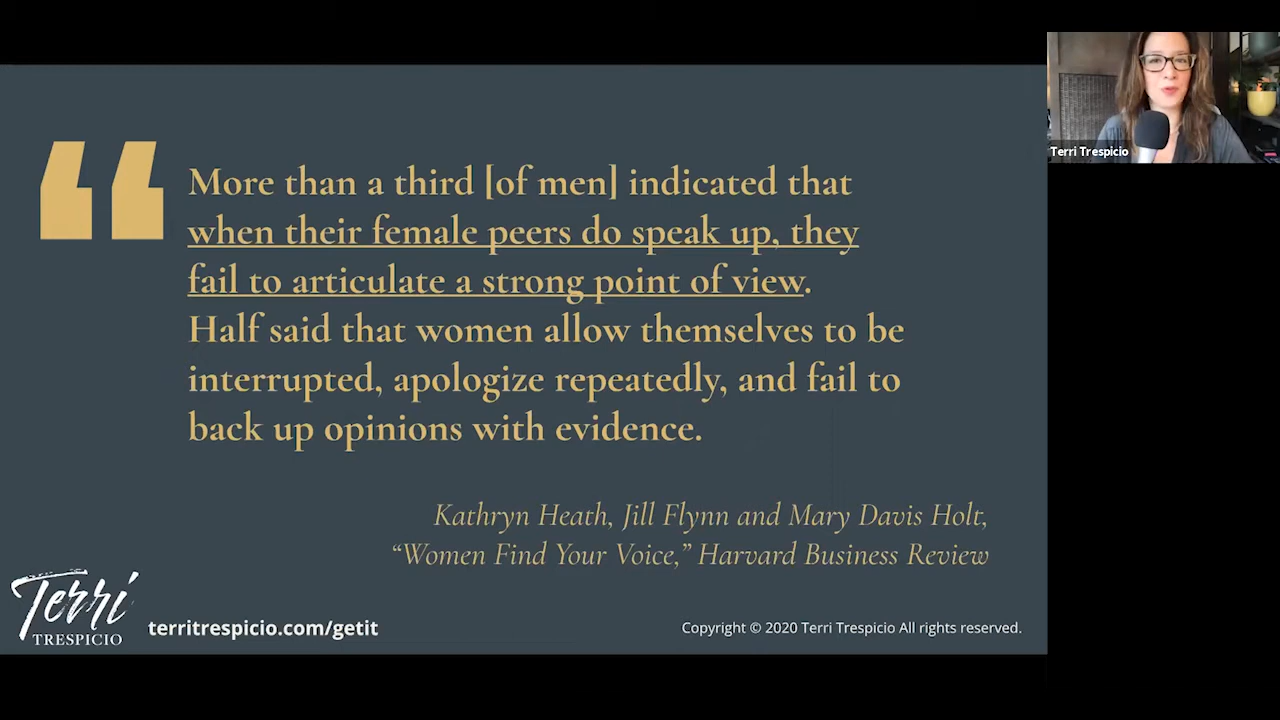 “
More than a third [of men] indicated that
when their female peers do speak up, they
fail to articulate a strong point of view.
Half said that women allow themselves to be
interrupted, apologize repeatedly, and fail to
back up opinions with evidence.
Kathryn Heath, Jill Flynn and Mary Davis Holt,
“Women Find Your Voice,” Harvard Business Review
Terri
TRESPICIO
territrespicio.com/getit
Copyright © 2020 Terri Trespicio All rights reserved.
Terri Trespicio